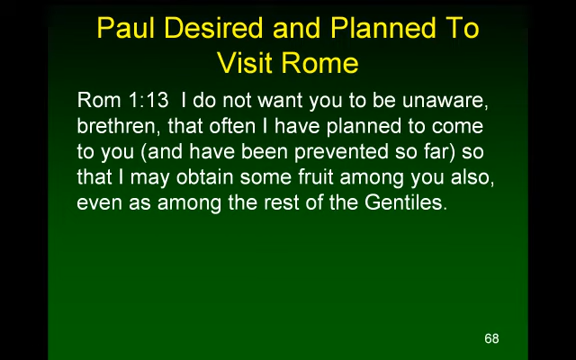 Paul Desired and Planned To
Visit Rome
Rom 1:13 I do not want you to be unaware,
brethren, that often I have planned to come
to you (and have been prevented so far) so
that I may obtain some fruit among you also,
even as among the rest of the Gentiles.
68